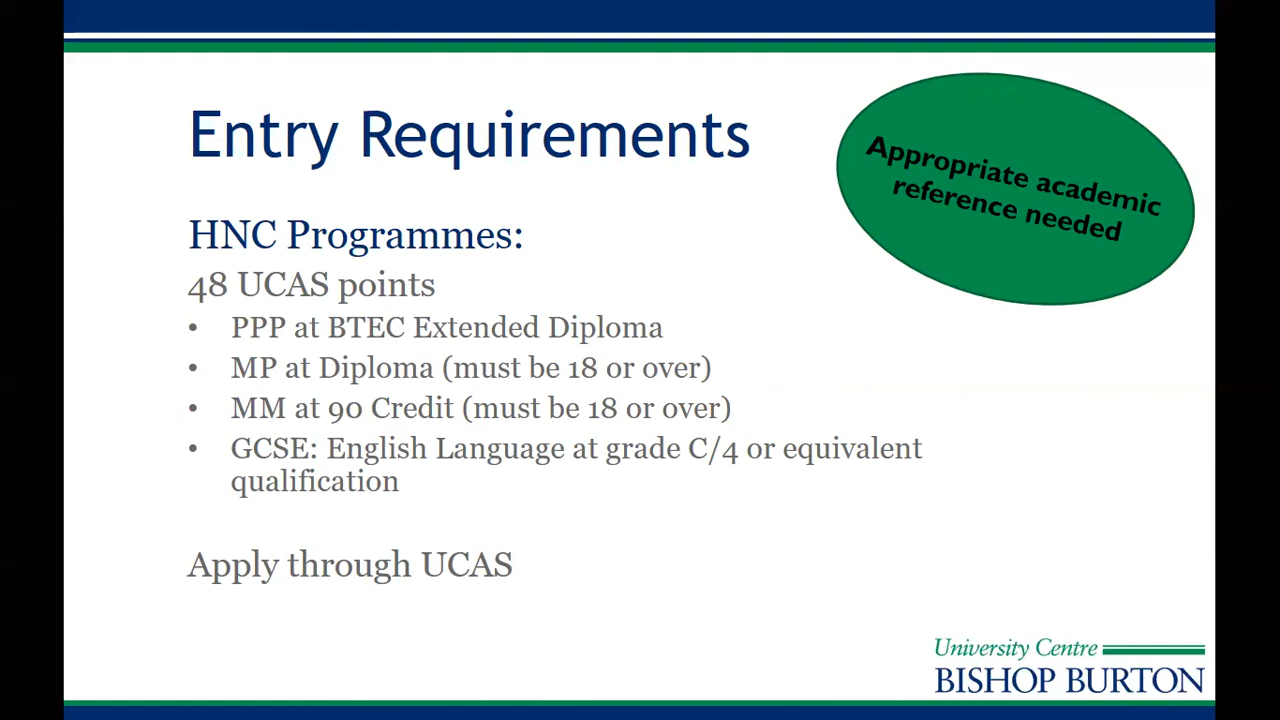 Entry Requirements
Appropriate academic
reference needed
HNC Programmes:
48 UCAS points
• PPP at BTEC Extended Diploma
• MP at Diploma (must be 18 or over)
• MM at 90 Credit (must be 18 or over)
• GCSE: English Language at grade C/4 or equivalent
qualification
Apply through UCAS
University Centre
BISHOP BURTON